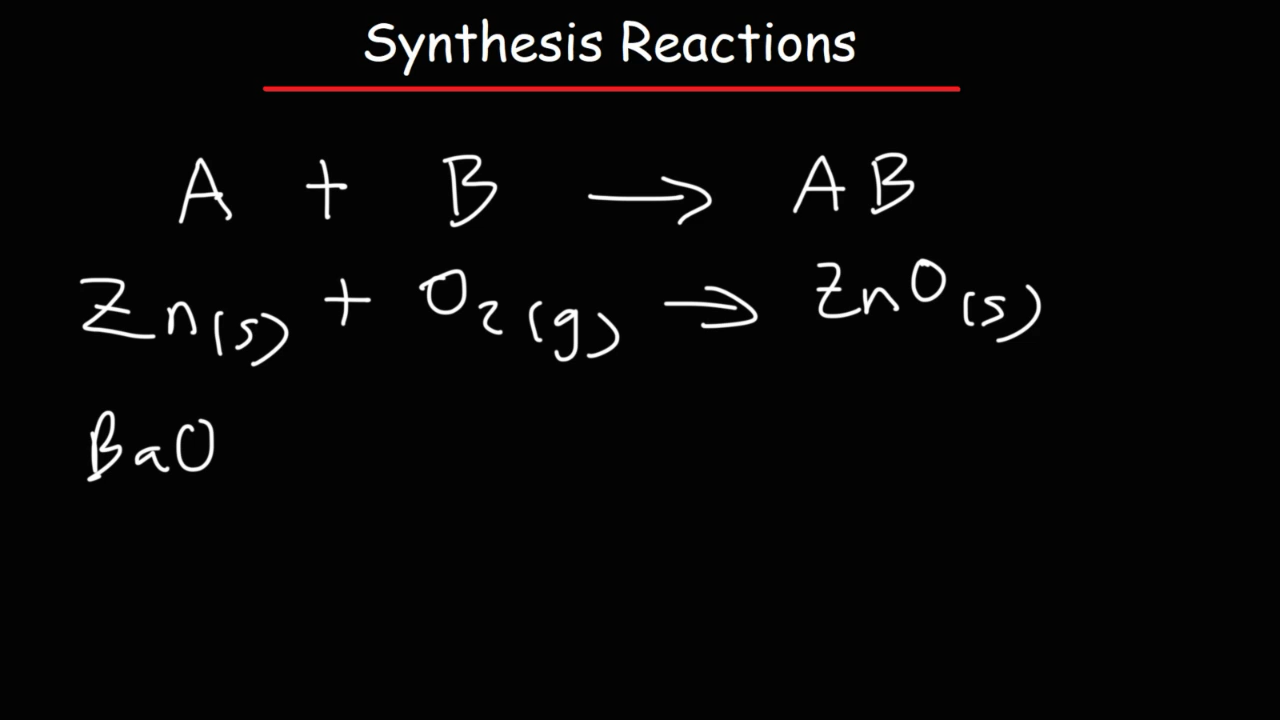 Synthesis Reactions
A + B → AB
Zn(s) + O2(g) → ZnO(s)
BaO